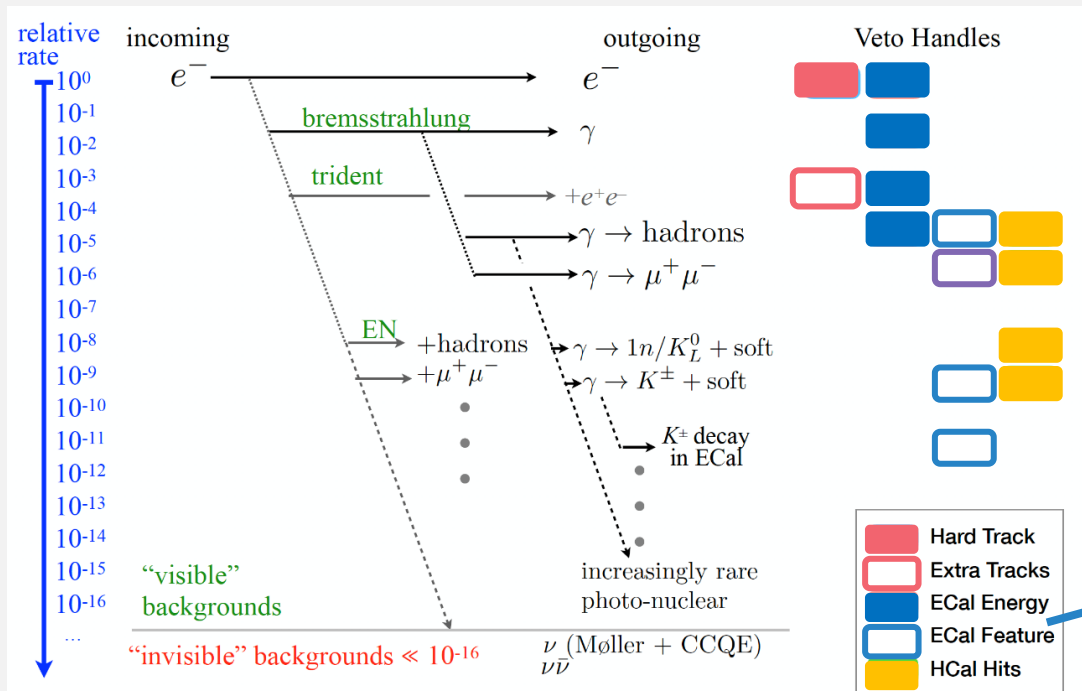 relative
rate
incoming
outgoing
Veto Handles
10⁰
e⁻
e⁻
10⁻¹
bremsstrahlung
γ
10⁻²
10⁻³
trident
+e⁺e⁻
10⁻⁴
γ → hadrons
10⁻⁵
γ → μ⁺μ⁻
10⁻⁶
10⁻⁷
EN
10⁻⁸
+hadrons
γ → 1n/K⁰_L + soft
10⁻⁹
+μ⁺μ⁻
γ → K± + soft
10⁻¹⁰
10⁻¹¹
K± decay
in ECal
10⁻¹²
10⁻¹³
10⁻¹⁴
10⁻¹⁵
10⁻¹⁶
...
“visible”
backgrounds
increasingly rare
photo-nuclear
“invisible” backgrounds ≪ 10⁻¹⁶
ν (Møller + CCQE)
νν̄
Hard Track
Extra Tracks
ECal Energy
ECal Feature
HCal Hits